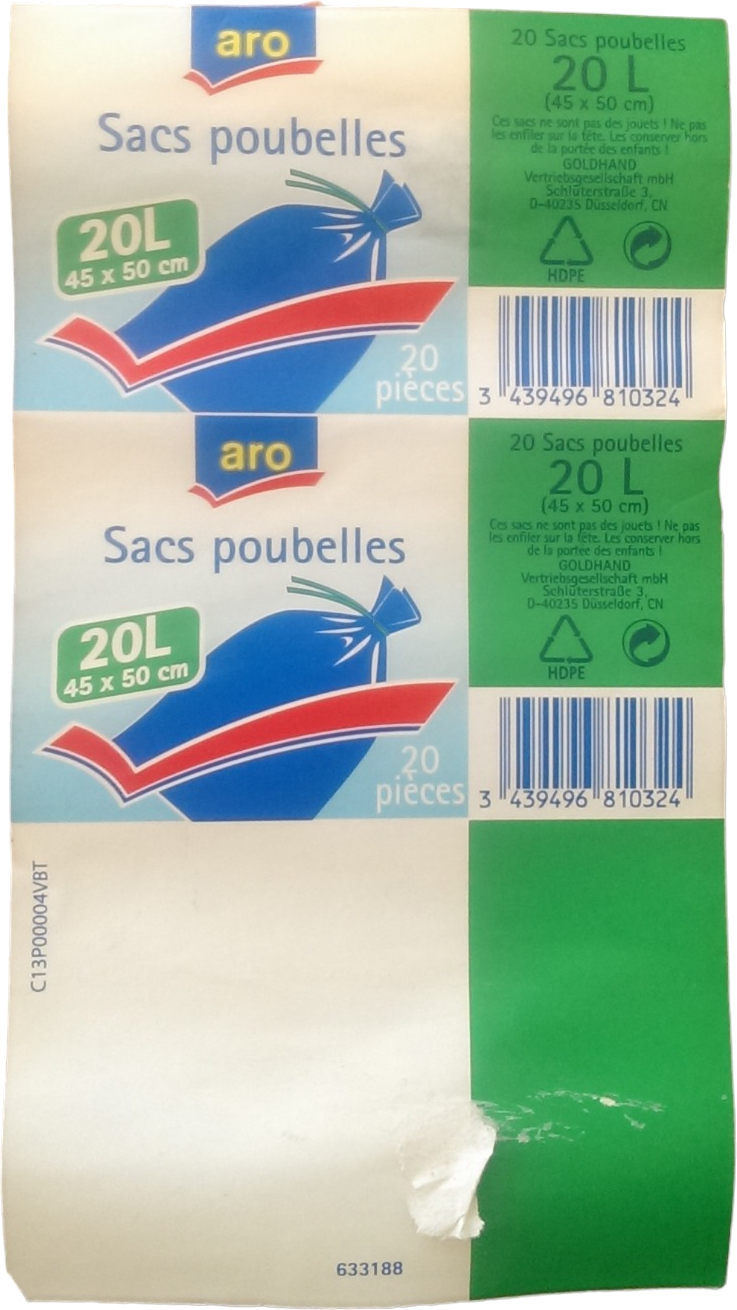 aro
Sacs poubelles
20L
45 x 50 cm
20
pièces
20 Sacs poubelles
20 L
(45 x 50 cm)
Ces sacs ne sont pas des jouets ! Ne pas
les enfiler sur la tête. Les conserver hors
de la portée des enfants !
GOLDHAND
Vertriebsgesellschaft mbH
Schlüterstraße 3,
D-40235 Düsseldorf, CN
HDPE
3 439496 810324
aro
Sacs poubelles
20L
45 x 50 cm
20
pièces
20 Sacs poubelles
20 L
(45 x 50 cm)
Ces sacs ne sont pas des jouets ! Ne pas
les enfiler sur la tête. Les conserver hors
de la portée des enfants !
GOLDHAND
Vertriebsgesellschaft mbH
Schlüterstraße 3,
D-40235 Düsseldorf, CN
HDPE
3 439496 810324
C13P00004VBT
633188